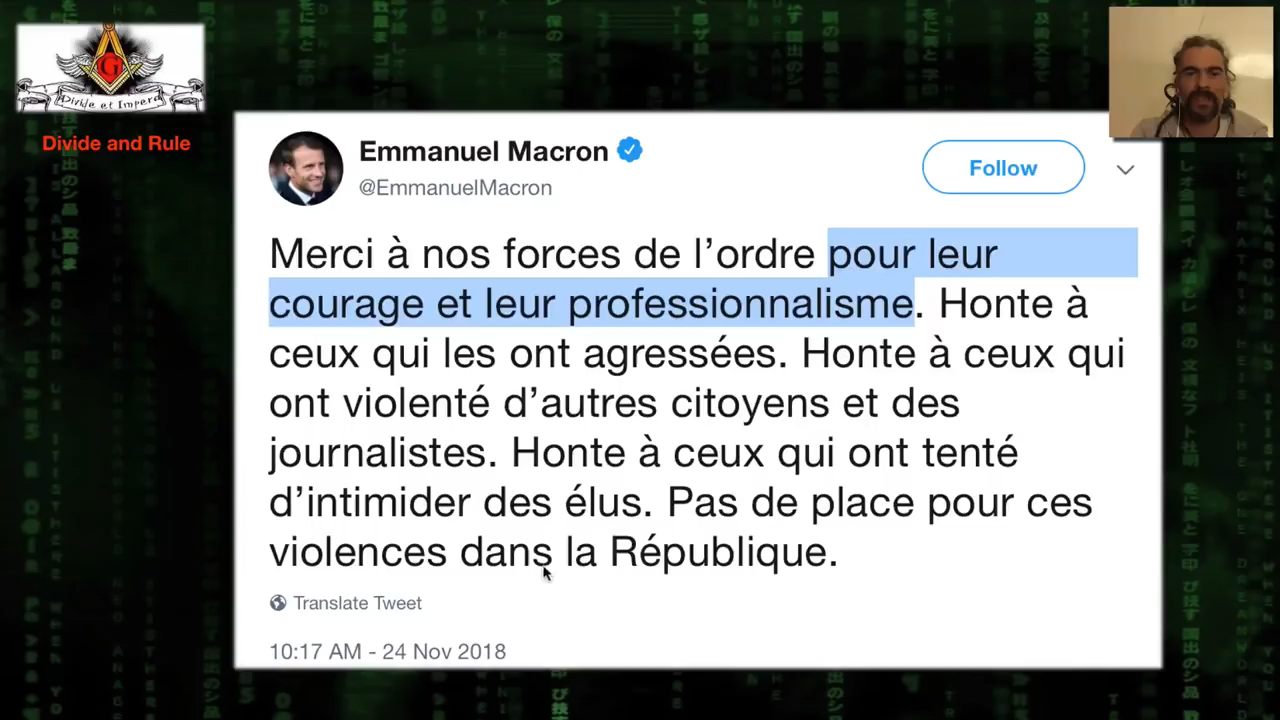 Divide et Impera
Divide and Rule
Emmanuel Macron
@EmmanuelMacron
Follow
Merci à nos forces de l’ordre pour leur
courage et leur professionnalisme. Honte à
ceux qui les ont agressées. Honte à ceux qui
ont violenté d’autres citoyens et des
journalistes. Honte à ceux qui ont tenté
d’intimider des élus. Pas de place pour ces
violences dans la République.
Translate Tweet
10:17 AM - 24 Nov 2018